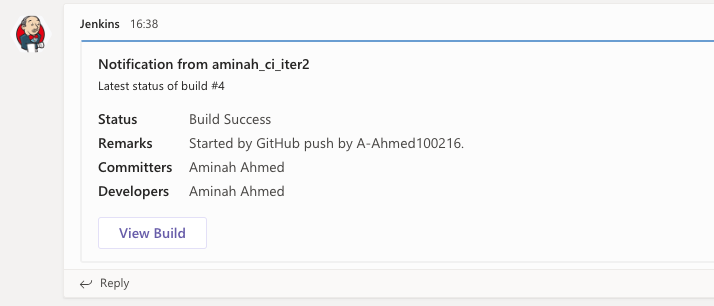 Jenkins 16:38
Notification from aminah_ci_iter2
Latest status of build #4
Status Build Success
Remarks Started by GitHub push by A-Ahmed100216.
Committers Aminah Ahmed
Developers Aminah Ahmed
View Build
Reply